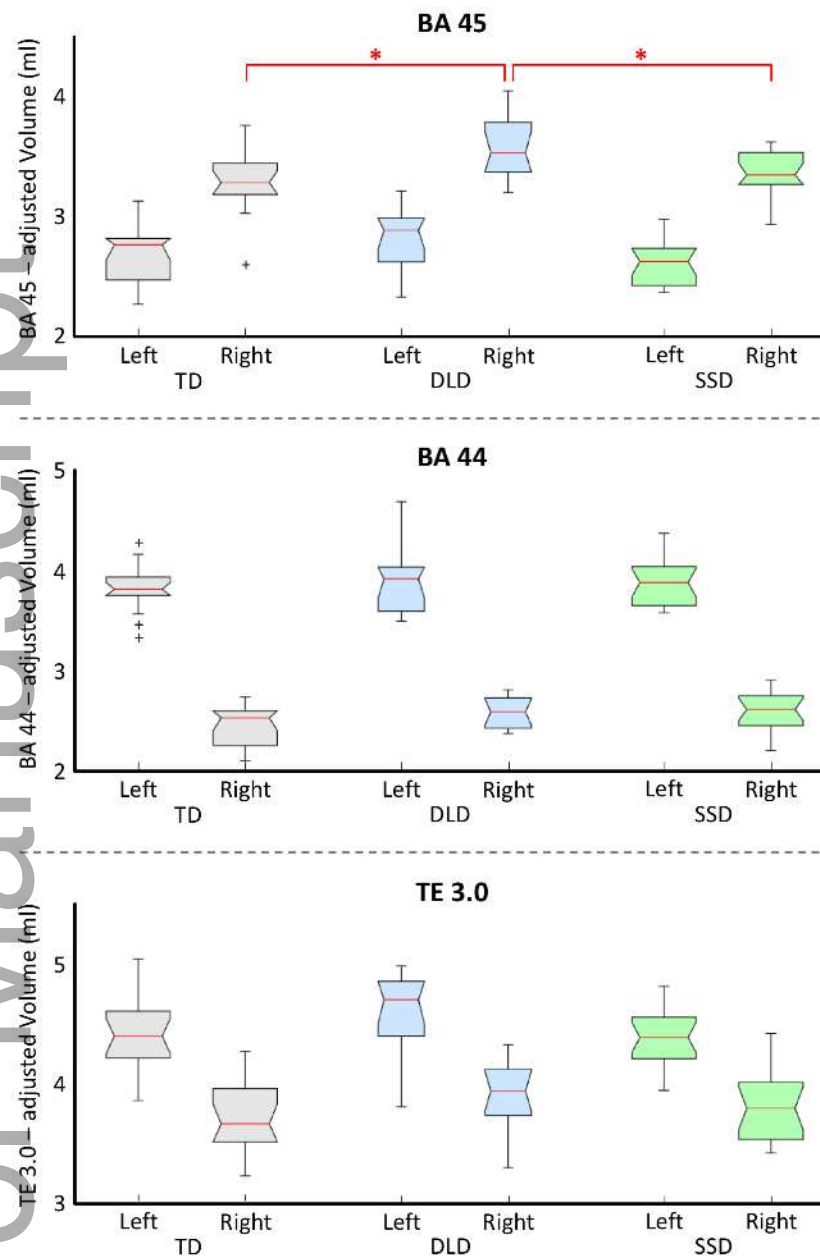 BA 45
BA 45 – adjusted Volume (ml)
4
3
2
*
*
+
Left Right Left Right Left Right
TD DLD SSD
BA 44
BA 44 – adjusted Volume (ml)
5
4
3
2
+
+
+
Left Right Left Right Left Right
TD DLD SSD
TE 3.0
TE 3.0 – adjusted Volume (ml)
5
4
3
Left Right Left Right Left Right
TD DLD SSD